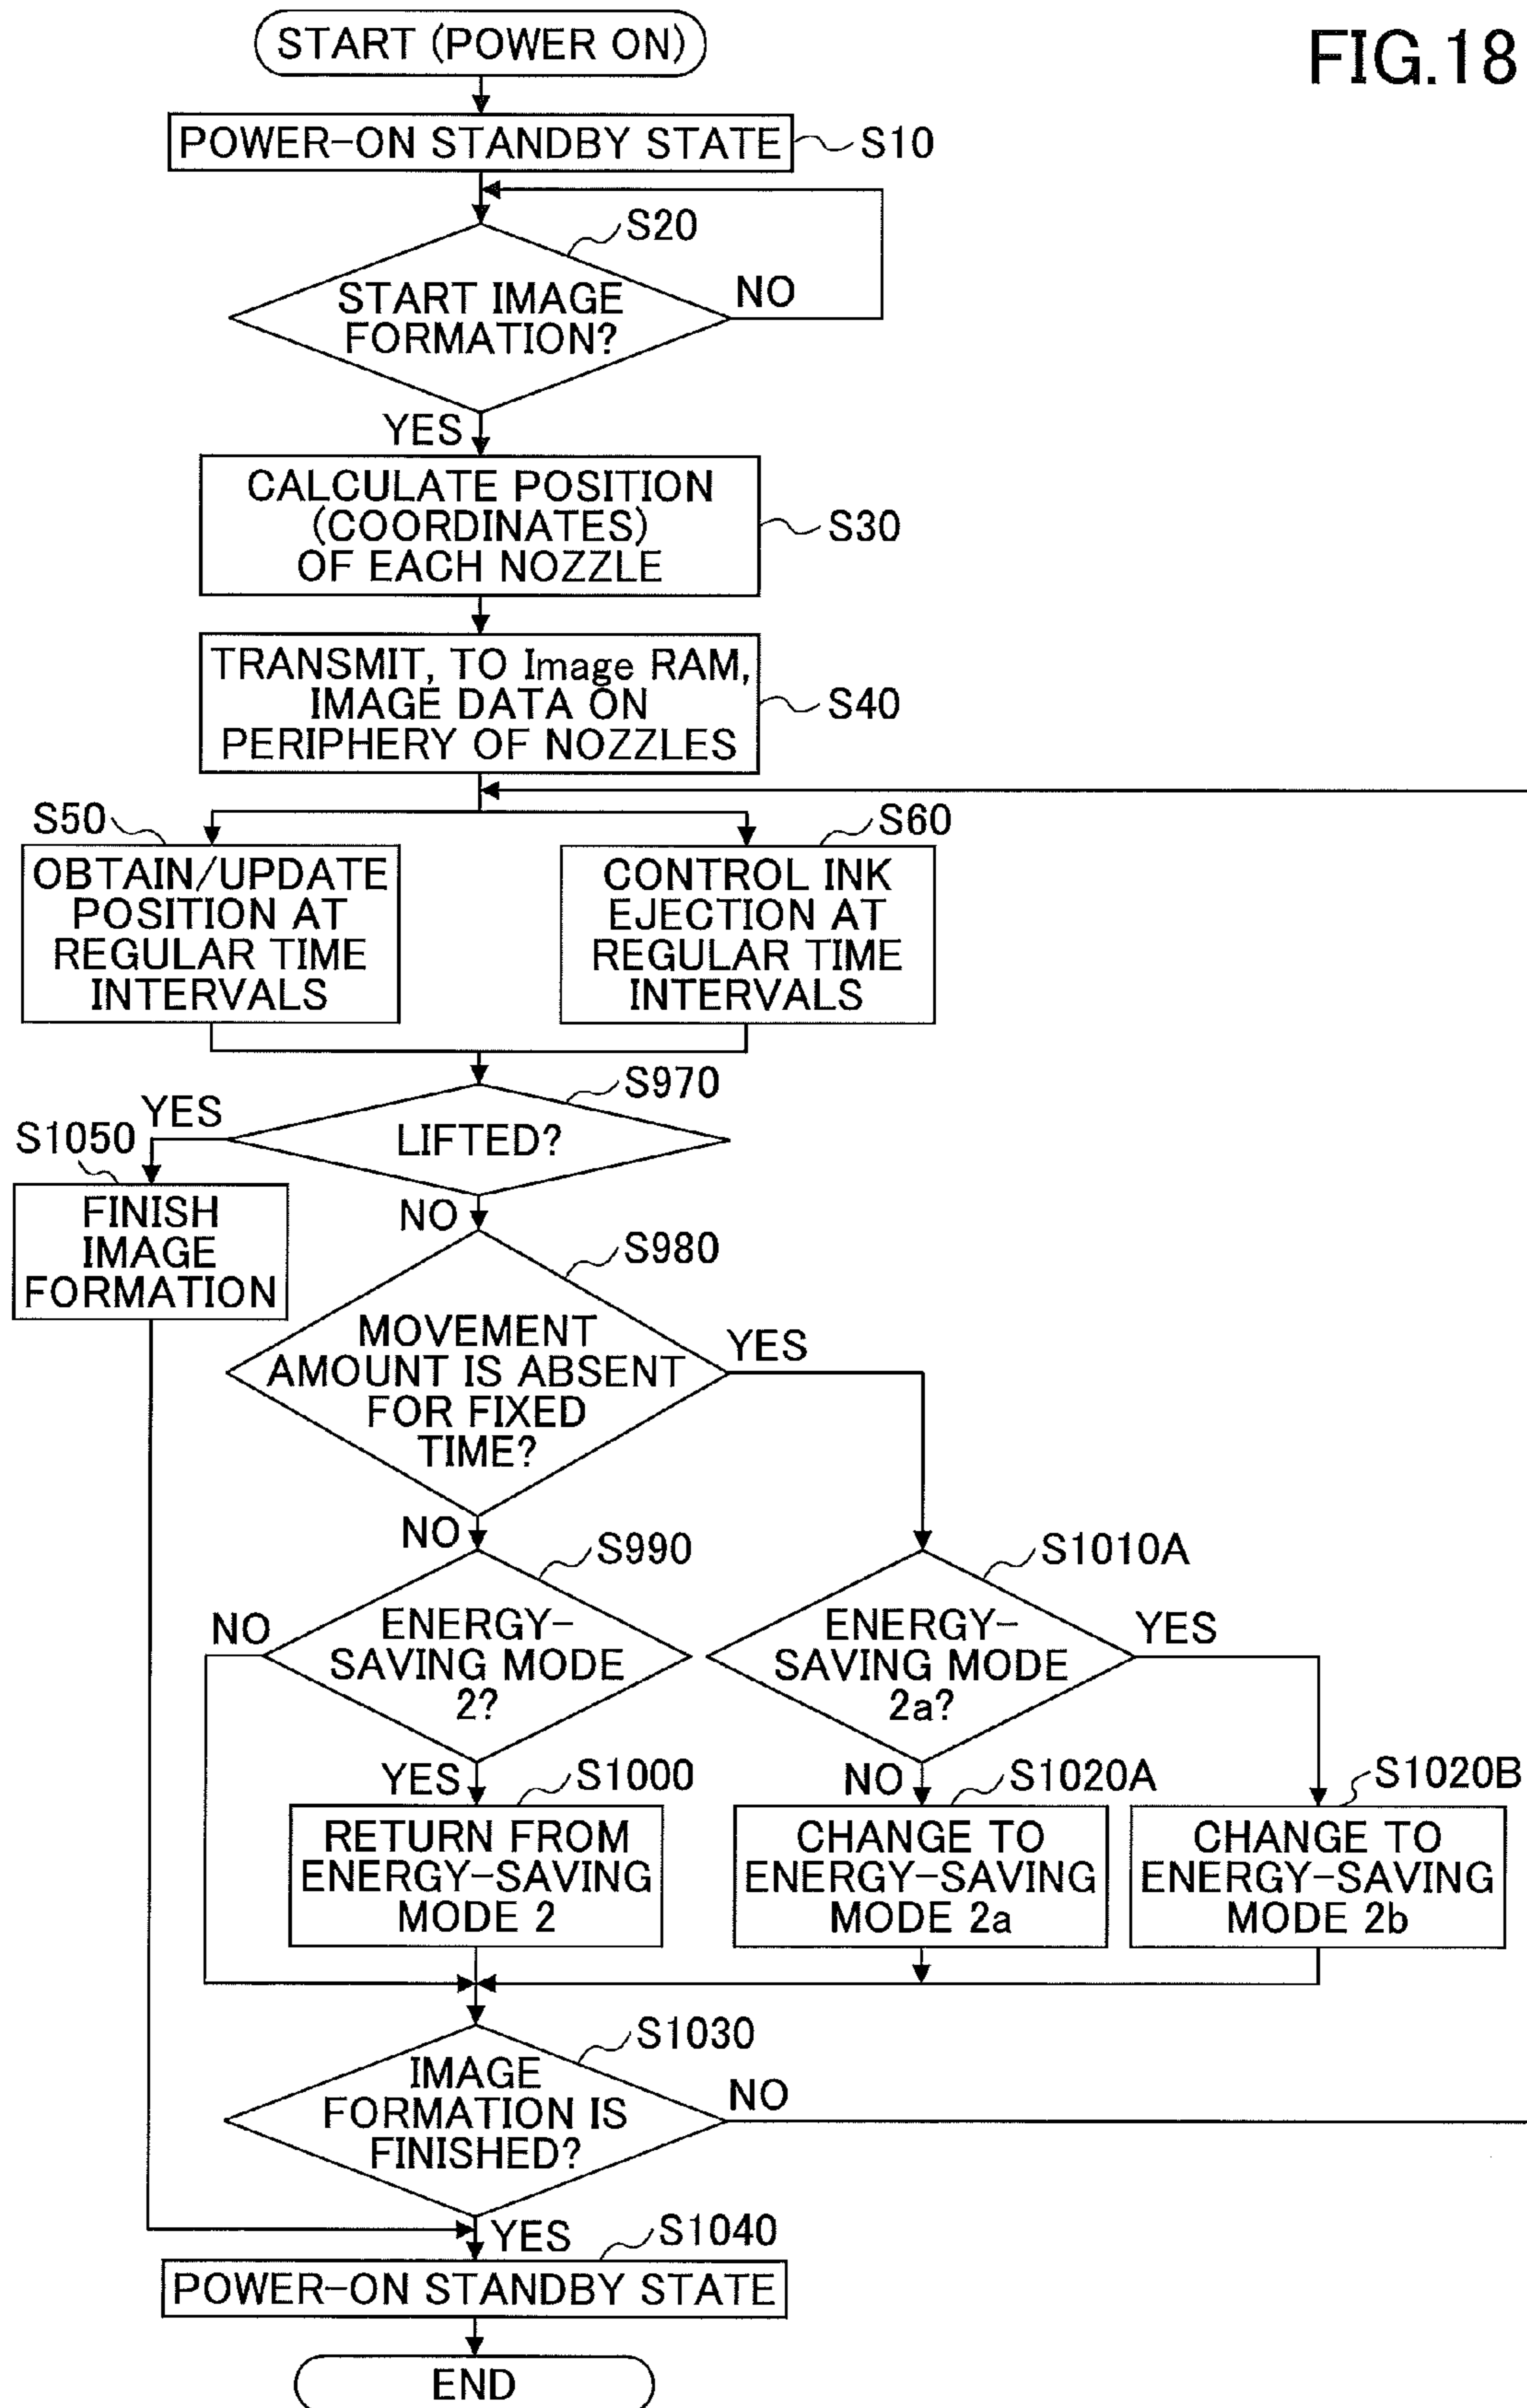 FIG.18
START (POWER ON)
POWER-ON STANDBY STATE
S10
S20
START IMAGE
FORMATION?
NO
YES
CALCULATE POSITION
(COORDINATES)
OF EACH NOZZLE
S30
TRANSMIT, TO Image RAM,
IMAGE DATA ON
PERIPHERY OF NOZZLES
S40
S50
OBTAIN/UPDATE
POSITION AT
REGULAR TIME
INTERVALS
S60
CONTROL INK
EJECTION AT
REGULAR TIME
INTERVALS
S970
LIFTED?
YES
S1050
FINISH
IMAGE
FORMATION
NO
S980
MOVEMENT
AMOUNT IS ABSENT
FOR FIXED
TIME?
YES
NO
S990
ENERGY-
SAVING MODE
2?
NO
S1010A
ENERGY-
SAVING MODE
2a?
YES
YES
S1000
RETURN FROM
ENERGY-SAVING
MODE 2
NO
S1020A
CHANGE TO
ENERGY-SAVING
MODE 2a
S1020B
CHANGE TO
ENERGY-SAVING
MODE 2b
S1030
IMAGE
FORMATION IS
FINISHED?
NO
YES
S1040
POWER-ON STANDBY STATE
END